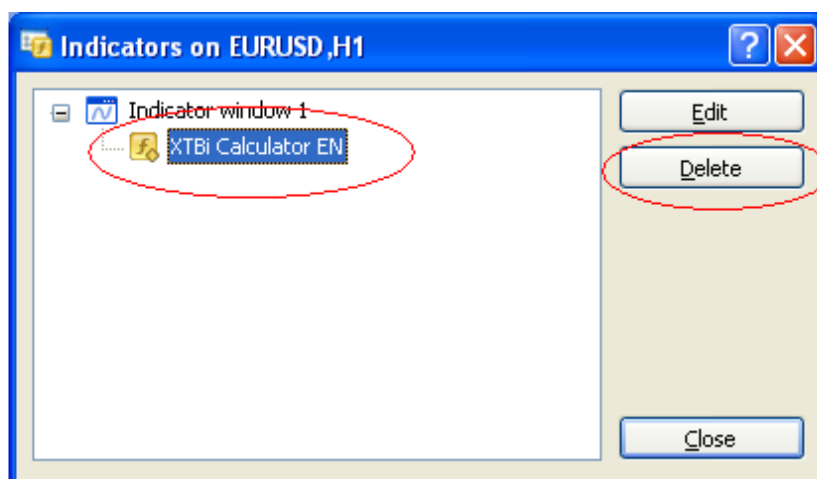 Indicators on EURUSD,H1
Indicator window 1
XTBi Calculator EN
Edit
Delete
Close